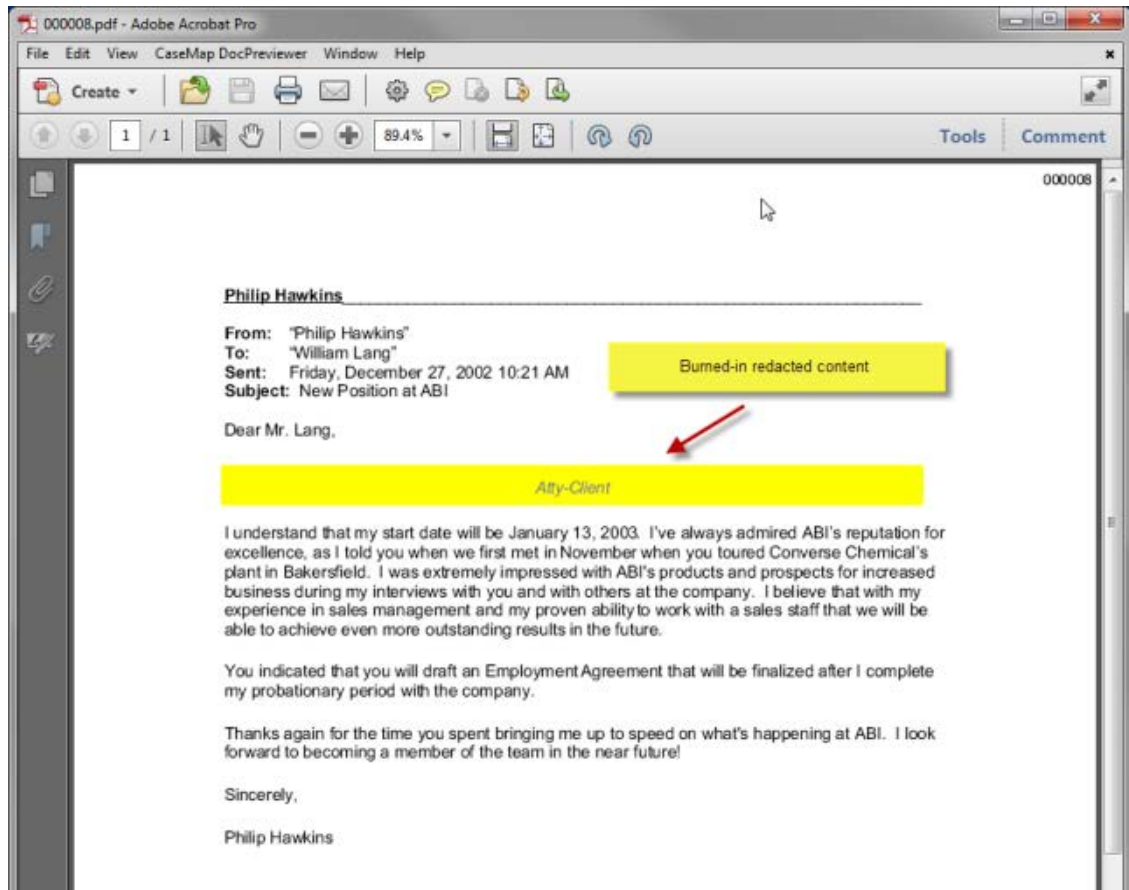 000008.pdf - Adobe Acrobat Pro
File Edit View CaseMap DocPreviewer Window Help
Create
1 / 1 89.4% Tools Comment
000008
Philip Hawkins
From: "Philip Hawkins"
To: "William Lang"
Sent: Friday, December 27, 2002 10:21 AM
Subject: New Position at ABI
Burned-in redacted content
Dear Mr. Lang,
Atty-Client
I understand that my start date will be January 13, 2003. I've always admired ABI's reputation for
excellence, as I told you when we first met in November when you toured Converse Chemical's
plant in Bakersfield. I was extremely impressed with ABI's products and prospects for increased
business during my interviews with you and with others at the company. I believe that with my
experience in sales management and my proven ability to work with a sales staff that we will be
able to achieve even more outstanding results in the future.
You indicated that you will draft an Employment Agreement that will be finalized after I complete
my probationary period with the company.
Thanks again for the time you spent bringing me up to speed on what's happening at ABI. I look
forward to becoming a member of the team in the near future!
Sincerely,
Philip Hawkins